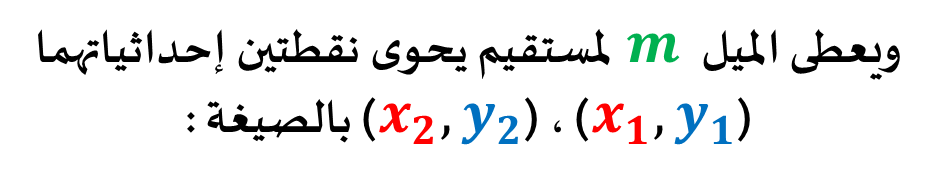 ويعطى الميل m لمستقيم يحوى نقطتين إحداثياتهما
(x₁, y₁) ، (x₂, y₂) بالصيغة :